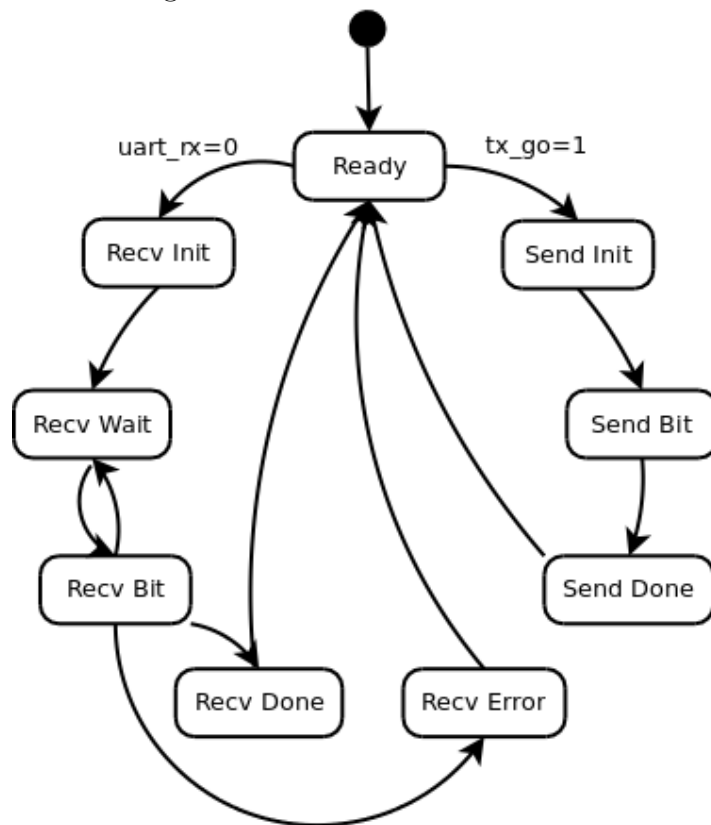 uart_rx=0
tx_go=1
Ready
Recv Init
Send Init
Recv Wait
Send Bit
Recv Bit
Send Done
Recv Done
Recv Error